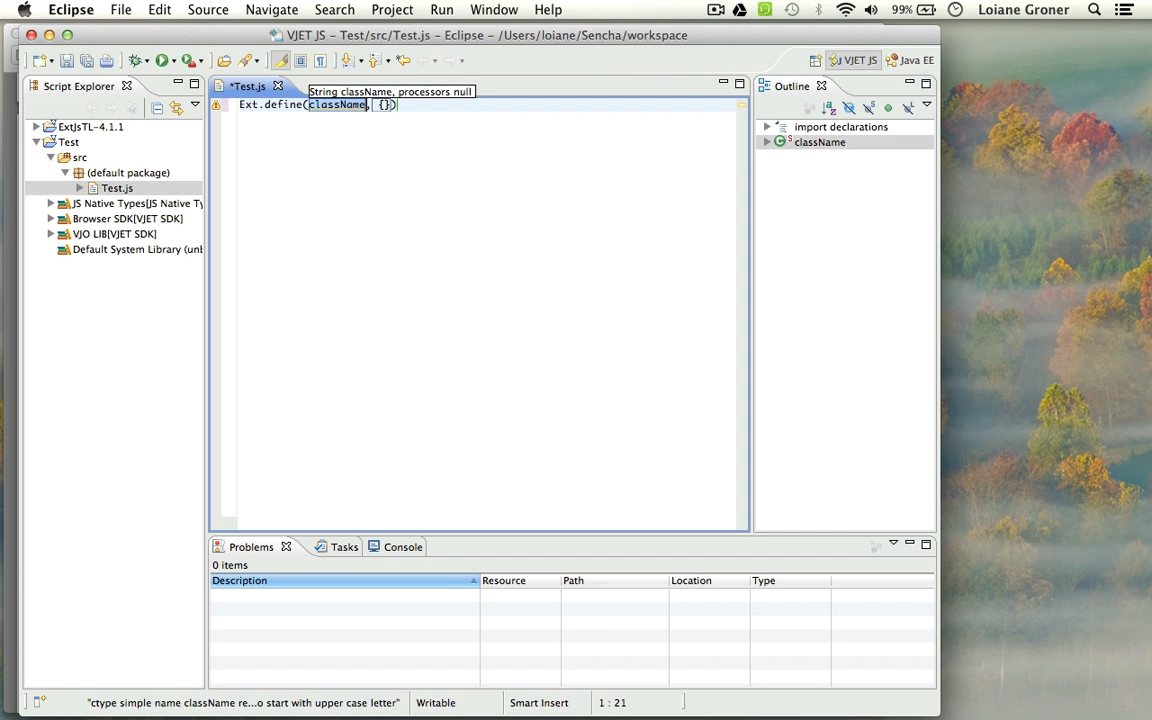 Eclipse File Edit Source Navigate Search Project Run Window Help 99% Loiane Groner
VJET JS – Test/src/Test.js – Eclipse – /Users/loiane/Sencha/workspace
VJET JS Java EE
Script Explorer
ExtJsTL-4.1.1
Test
src
(default package)
Test.js
JS Native Types[JS Native Ty
Browser SDK[VJET SDK]
VJO LIB[VJET SDK]
Default System Library (unb
*Test.js
String className, processors null
Ext.define(className, {})
Outline
import declarations
className
Problems Tasks Console
0 items
Description Resource Path Location Type
"ctype simple name className re...o start with upper case letter" Writable Smart Insert 1 : 21